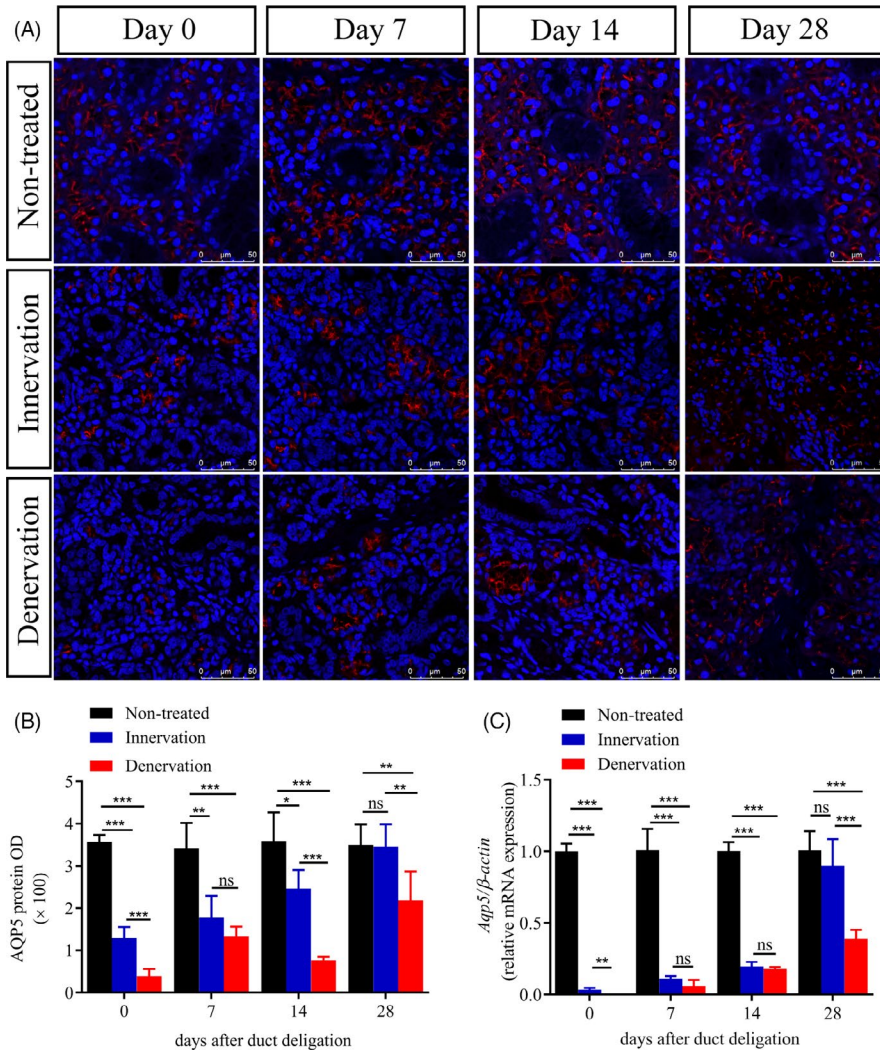 (A)
Day 0 Day 7 Day 14 Day 28
Non-treated
0 μm 50 0 μm 50 0 μm 50 0 μm 50
Innervation
0 μm 50 0 μm 50 0 μm 50 0 μm 50
Denervation
0 μm 50 0 μm 50 0 μm 50 0 μm 50
(B)
Non-treated
Innervation
Denervation
AQP5 protein OD
(× 100)
5
4
3
2
1
0
*** *** ***
*** ** ns
*** * ***
** ns **
0 7 14 28
days after duct deligation
(C)
Non-treated
Innervation
Denervation
Aqp5/β-actin
(relative mRNA expression)
1.5
1.0
0.5
0.0
*** *** **
*** *** ns
*** *** ns
*** ns ***
0 7 14 28
days after duct deligation